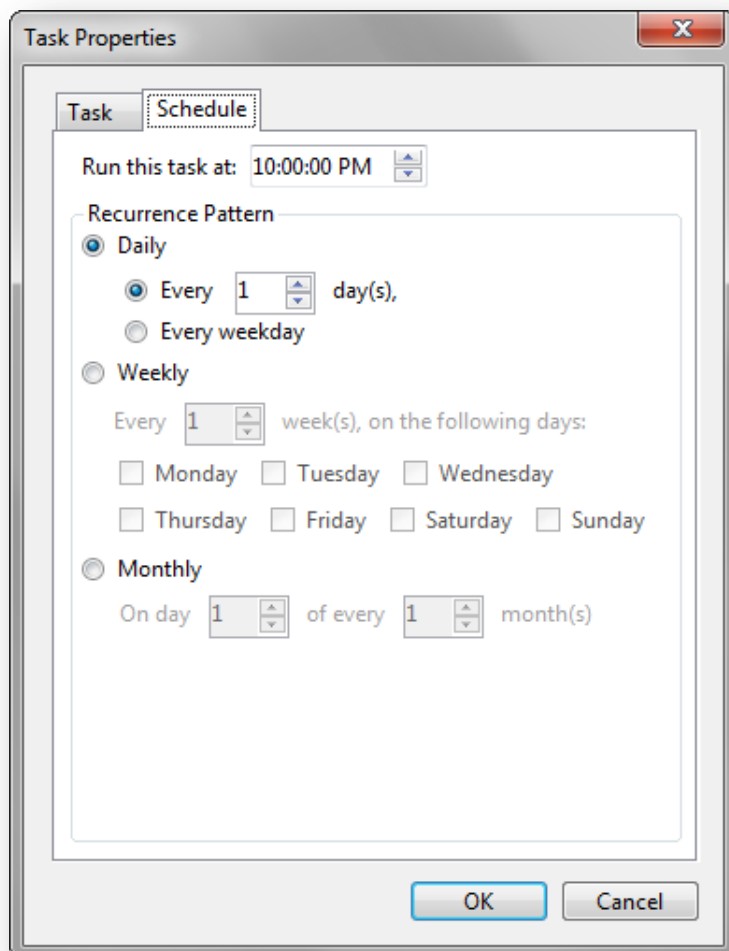 Task Properties
Task Schedule
Run this task at: 10:00:00 PM
Recurrence Pattern
Daily
Every 1 day(s),
Every weekday
Weekly
Every 1 week(s), on the following days:
Monday Tuesday Wednesday
Thursday Friday Saturday Sunday
Monthly
On day 1 of every 1 month(s)
OK Cancel